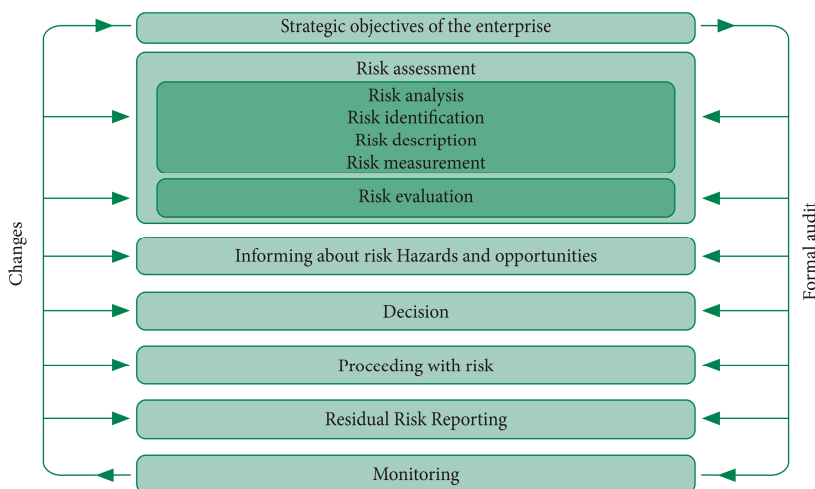 Strategic objectives of the enterprise
Risk assessment
Risk analysis
Risk identification
Risk description
Risk measurement
Risk evaluation
Informing about risk Hazards and opportunities
Decision
Proceeding with risk
Residual Risk Reporting
Monitoring
Changes
Formal audit